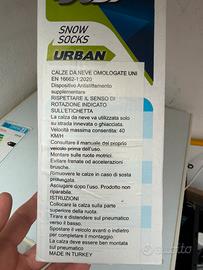 SNOW
SOCKS
URBAN
CALZE DA NEVE OMOLOGATE UNI
EN 16662-1:2020
Dispositivo Antislittamento
supplementare
RISPETTARE IL SENSO DI
ROTAZIONE INDICATO
SULL'ETICHETTA
La calza da neve va utilizzata solo
su strada innevata o ghiacciata.
Velocità massima consentita: 40
KM/H
Consultare il manuale del proprio
veicolo prima dell'uso.
Montare sulle ruote motrici.
Evitare frenate od accelerazioni
brusche.
Rimuovere le calze in caso di sosta
prolungata.
Asciugare dopo l'uso. Prodotto non
riparabile.
ISTRUZIONI
Collocare la calza sulla parte
superiore della ruota.
Tirare e distendere sul pneumatico
verso il basso.
Spostare il veicolo avanti o indietro
e completare il montaggio.
La calza deve essere ben montata
sul pneumatico
MADE IN TURKEY
subito